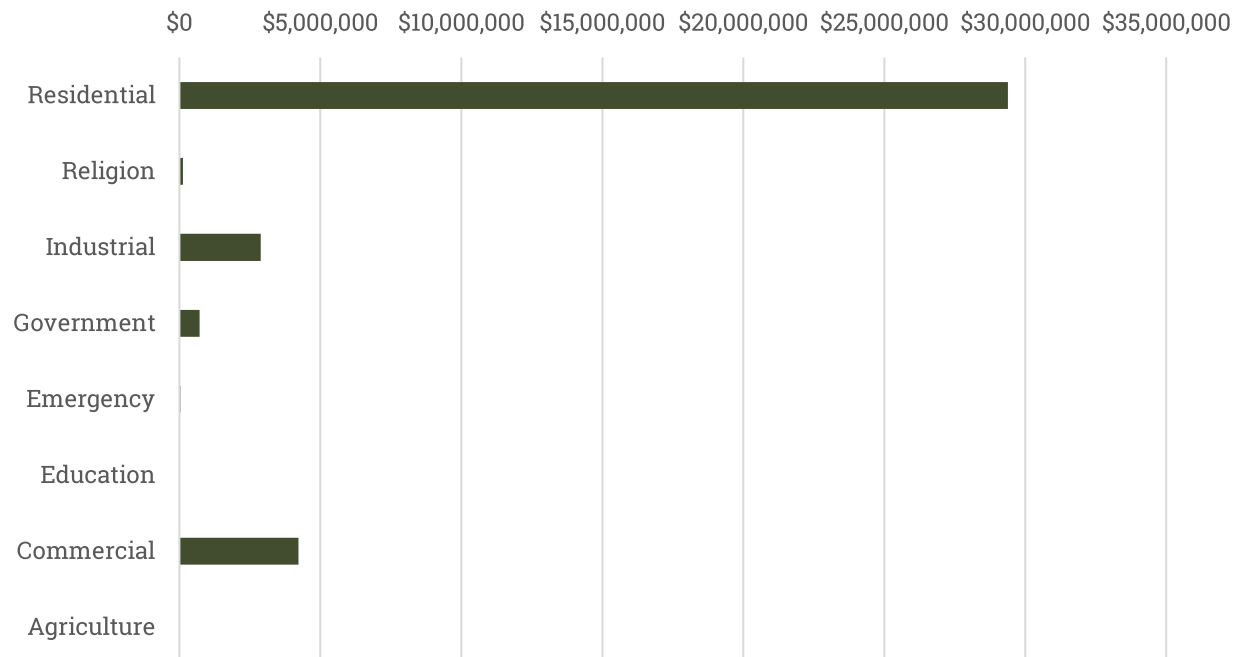 $0 $5,000,000 $10,000,000 $15,000,000 $20,000,000 $25,000,000 $30,000,000 $35,000,000
Residential
Religion
Industrial
Government
Emergency
Education
Commercial
Agriculture